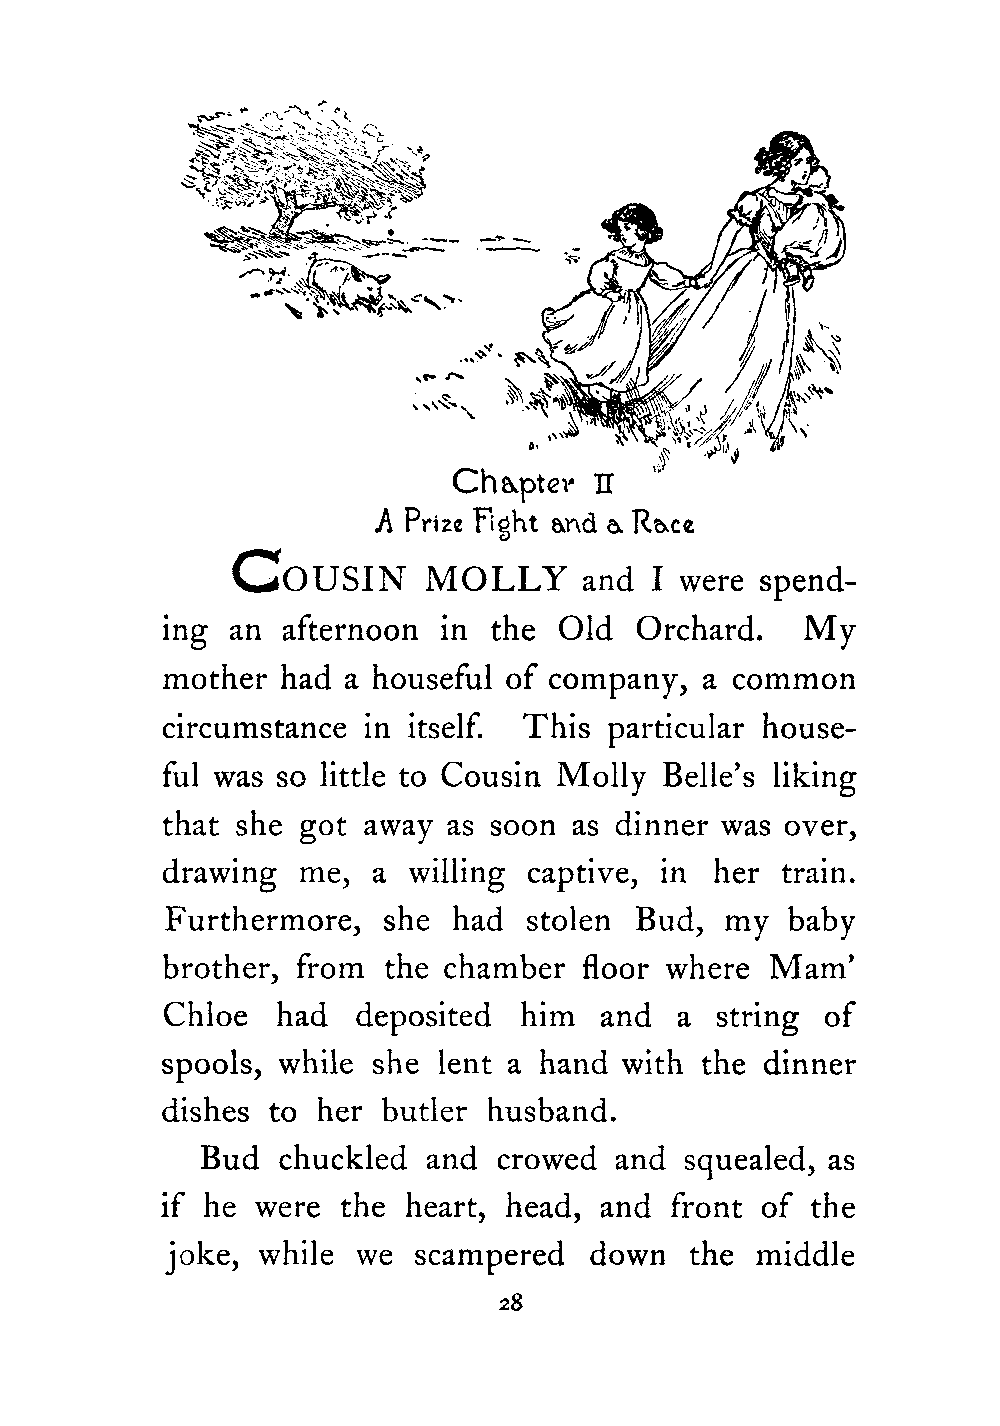 Chapter II
A Prize Fight and a Race
COUSIN MOLLY and I were spend-
ing an afternoon in the Old Orchard. My
mother had a houseful of company, a common
circumstance in itself. This particular house-
ful was so little to Cousin Molly Belle's liking
that she got away as soon as dinner was over,
drawing me, a willing captive, in her train.
Furthermore, she had stolen Bud, my baby
brother, from the chamber floor where Mam'
Chloe had deposited him and a string of
spools, while she lent a hand with the dinner
dishes to her butler husband.
Bud chuckled and crowed and squealed, as
if he were the heart, head, and front of the
joke, while we scampered down the middle
28